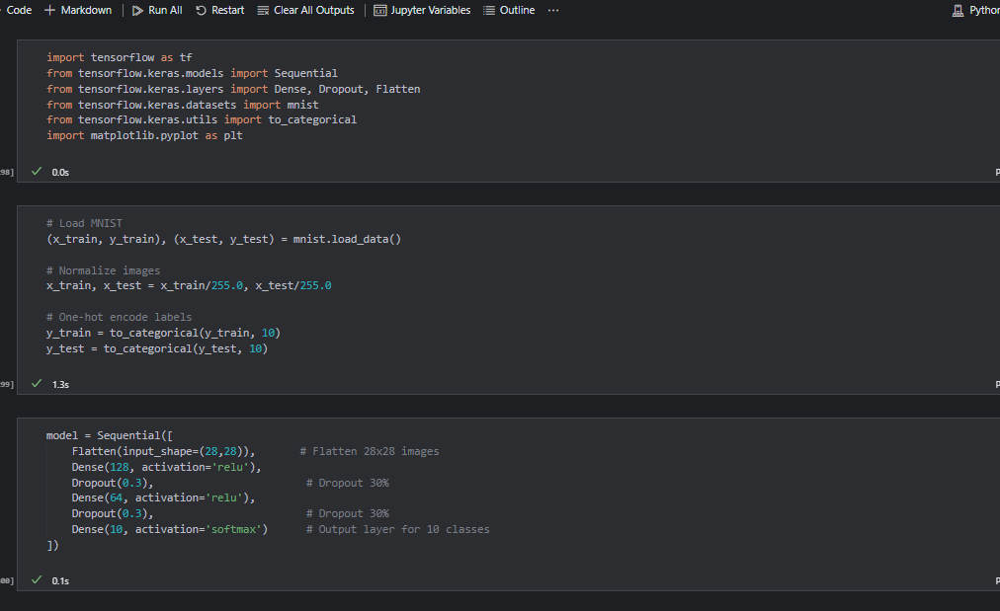 Code + Markdown | Run All Restart Clear All Outputs | Jupyter Variables Outline ...
import tensorflow as tf
from tensorflow.keras.models import Sequential
from tensorflow.keras.layers import Dense, Dropout, Flatten
from tensorflow.keras.datasets import mnist
from tensorflow.keras.utils import to_categorical
import matplotlib.pyplot as plt
98] 0.0s
# Load MNIST
(x_train, y_train), (x_test, y_test) = mnist.load_data()
# Normalize images
x_train, x_test = x_train/255.0, x_test/255.0
# One-hot encode labels
y_train = to_categorical(y_train, 10)
y_test = to_categorical(y_test, 10)
99] 1.3s
model = Sequential([
Flatten(input_shape=(28,28)), # Flatten 28x28 images
Dense(128, activation='relu'),
Dropout(0.3), # Dropout 30%
Dense(64, activation='relu'),
Dropout(0.3), # Dropout 30%
Dense(10, activation='softmax') # Output layer for 10 classes
])
00] 0.1s